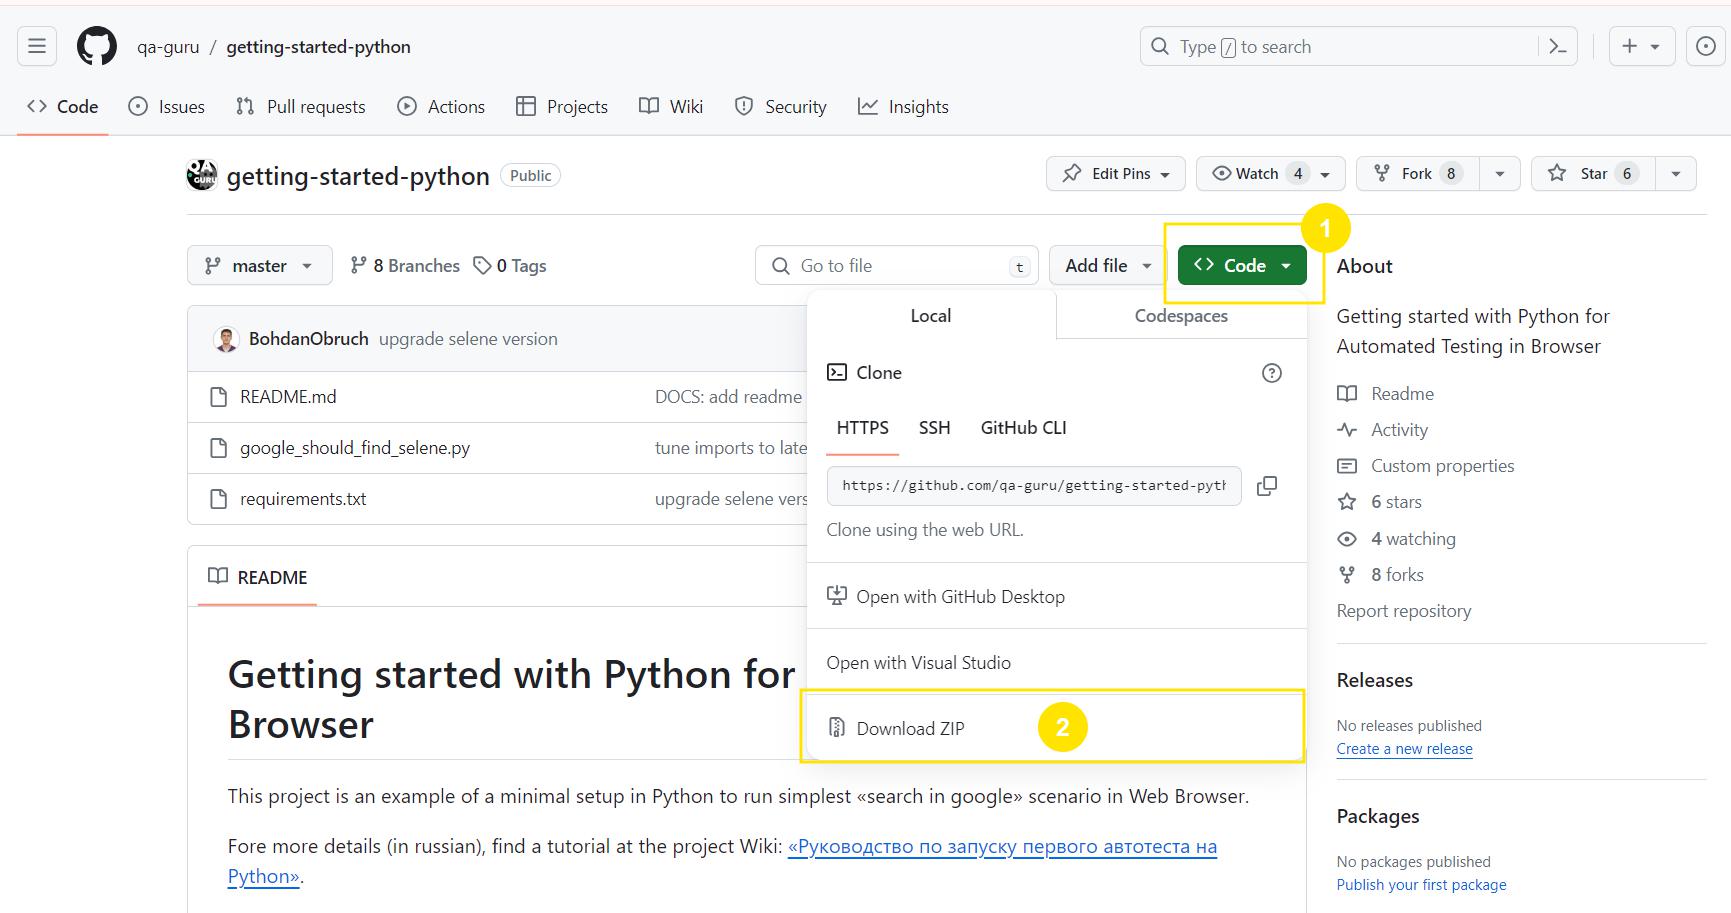 qa-guru / getting-started-python
Type / to search
Code Issues Pull requests Actions Projects Wiki Security Insights
QA GURU
getting-started-python Public
Edit Pins Watch 4 Fork 8 Star 6
1
master 8 Branches 0 Tags Go to file t Add file Code
About
Local Codespaces
Getting started with Python for
Automated Testing in Browser
BohdanObruch upgrade selene version
Clone
README.md DOCS: add readme
Readme
HTTPS SSH GitHub CLI
Activity
google_should_find_selene.py tune imports to late
Custom properties
https://github.com/qa-guru/getting-started-pyth
requirements.txt upgrade selene vers
6 stars
Clone using the web URL.
4 watching
README
8 forks
Open with GitHub Desktop
Report repository
Open with Visual Studio
Getting started with Python for
Browser
Releases
Download ZIP 2
No releases published
Create a new release
This project is an example of a minimal setup in Python to run simplest «search in google» scenario in Web Browser.
Packages
Fore more details (in russian), find a tutorial at the project Wiki: «Руководство по запуску первого автотеста на
Python».
No packages published
Publish your first package